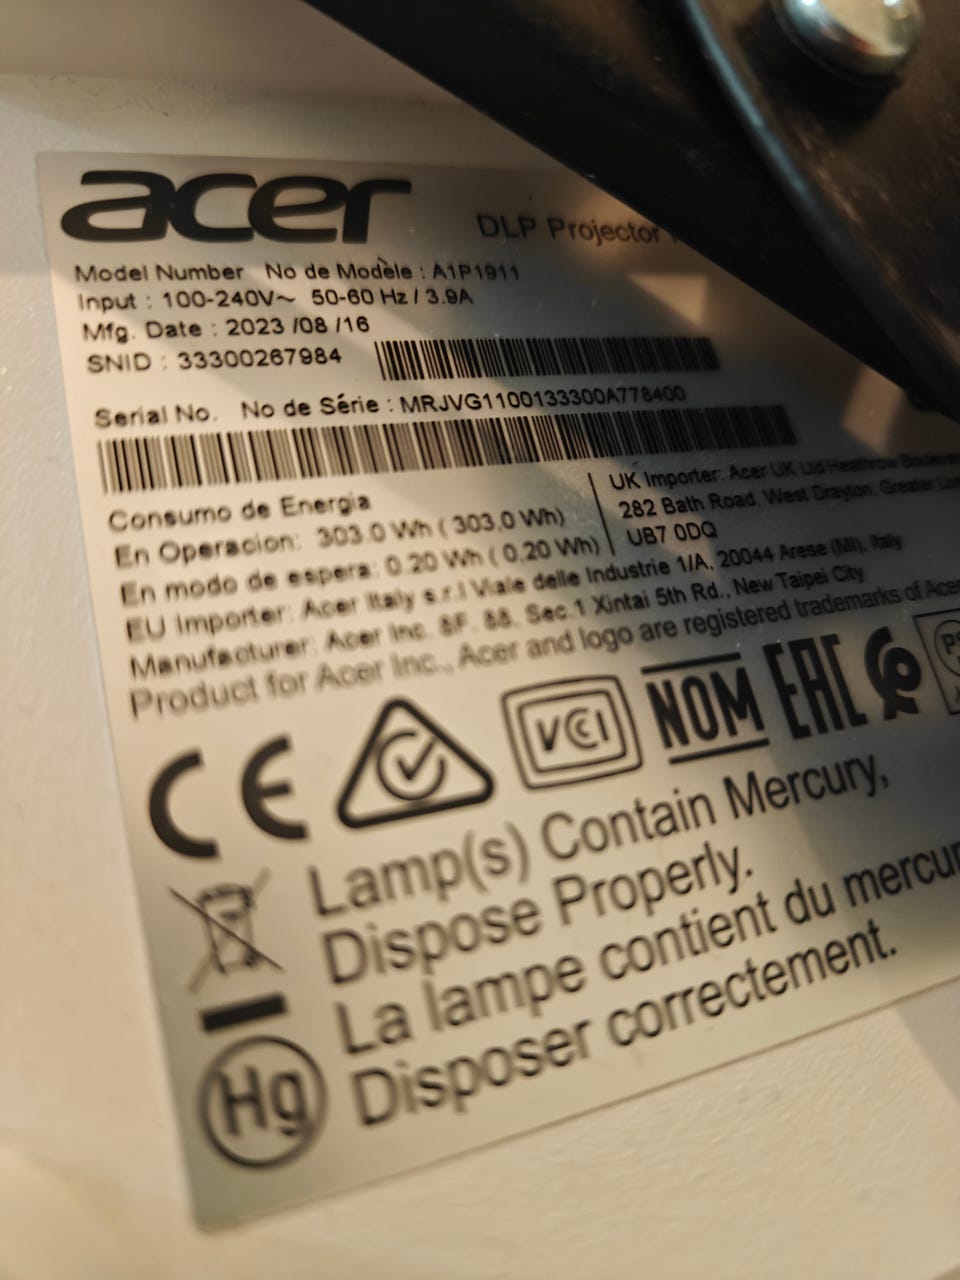 acer
DLP Projector
Model Number No de Modèle : A1P1911
Input : 100-240V~ 50-60 Hz / 3.9A
Mfg. Date : 2023 /08 /16
SNID : 33300267984
Serial No. No de Série : MRJVG1100133300A778400
Consumo de Energia
En Operacion: 303.0 Wh ( 303.0 Wh)
En modo de espera: 0.20 Wh ( 0.20 Wh)
UK Importer: Acer UK Ltd Heathrow
282 Bath Road, West Drayton, Greater
UB7 0DQ
EU Importer: Acer Italy s.r.l Viale delle Industrie 1/A, 20044 Arese (MI), Italy
Manufacturer: Acer Inc. 8F, 88, Sec.1 Xintai 5th Rd., New Taipei City
Product for Acer Inc., Acer and logo are registered trademarks of Acer
CE VCCI NOM EAC
Lamp(s) Contain Mercury,
Dispose Properly.
La lampe contient du mercur
Disposer correctement.
Hg